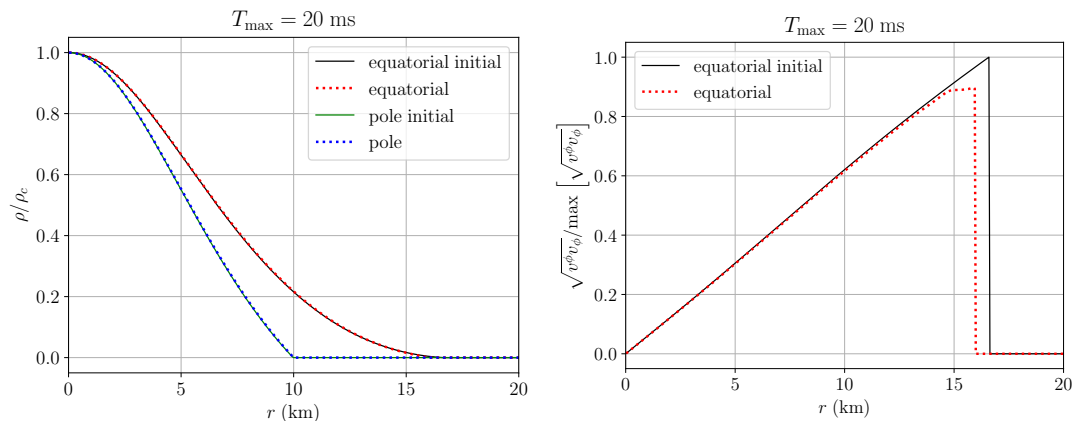 T_max = 20 ms
equatorial initial
equatorial
pole initial
pole
ρ/ρ_c
1.0
0.8
0.6
0.4
0.2
0.0
0 5 10 15 20
r (km)
T_max = 20 ms
equatorial initial
equatorial
√(v^ϕ v_ϕ)/max [√(v^ϕ v_ϕ)]
1.0
0.8
0.6
0.4
0.2
0.0
0 5 10 15 20
r (km)